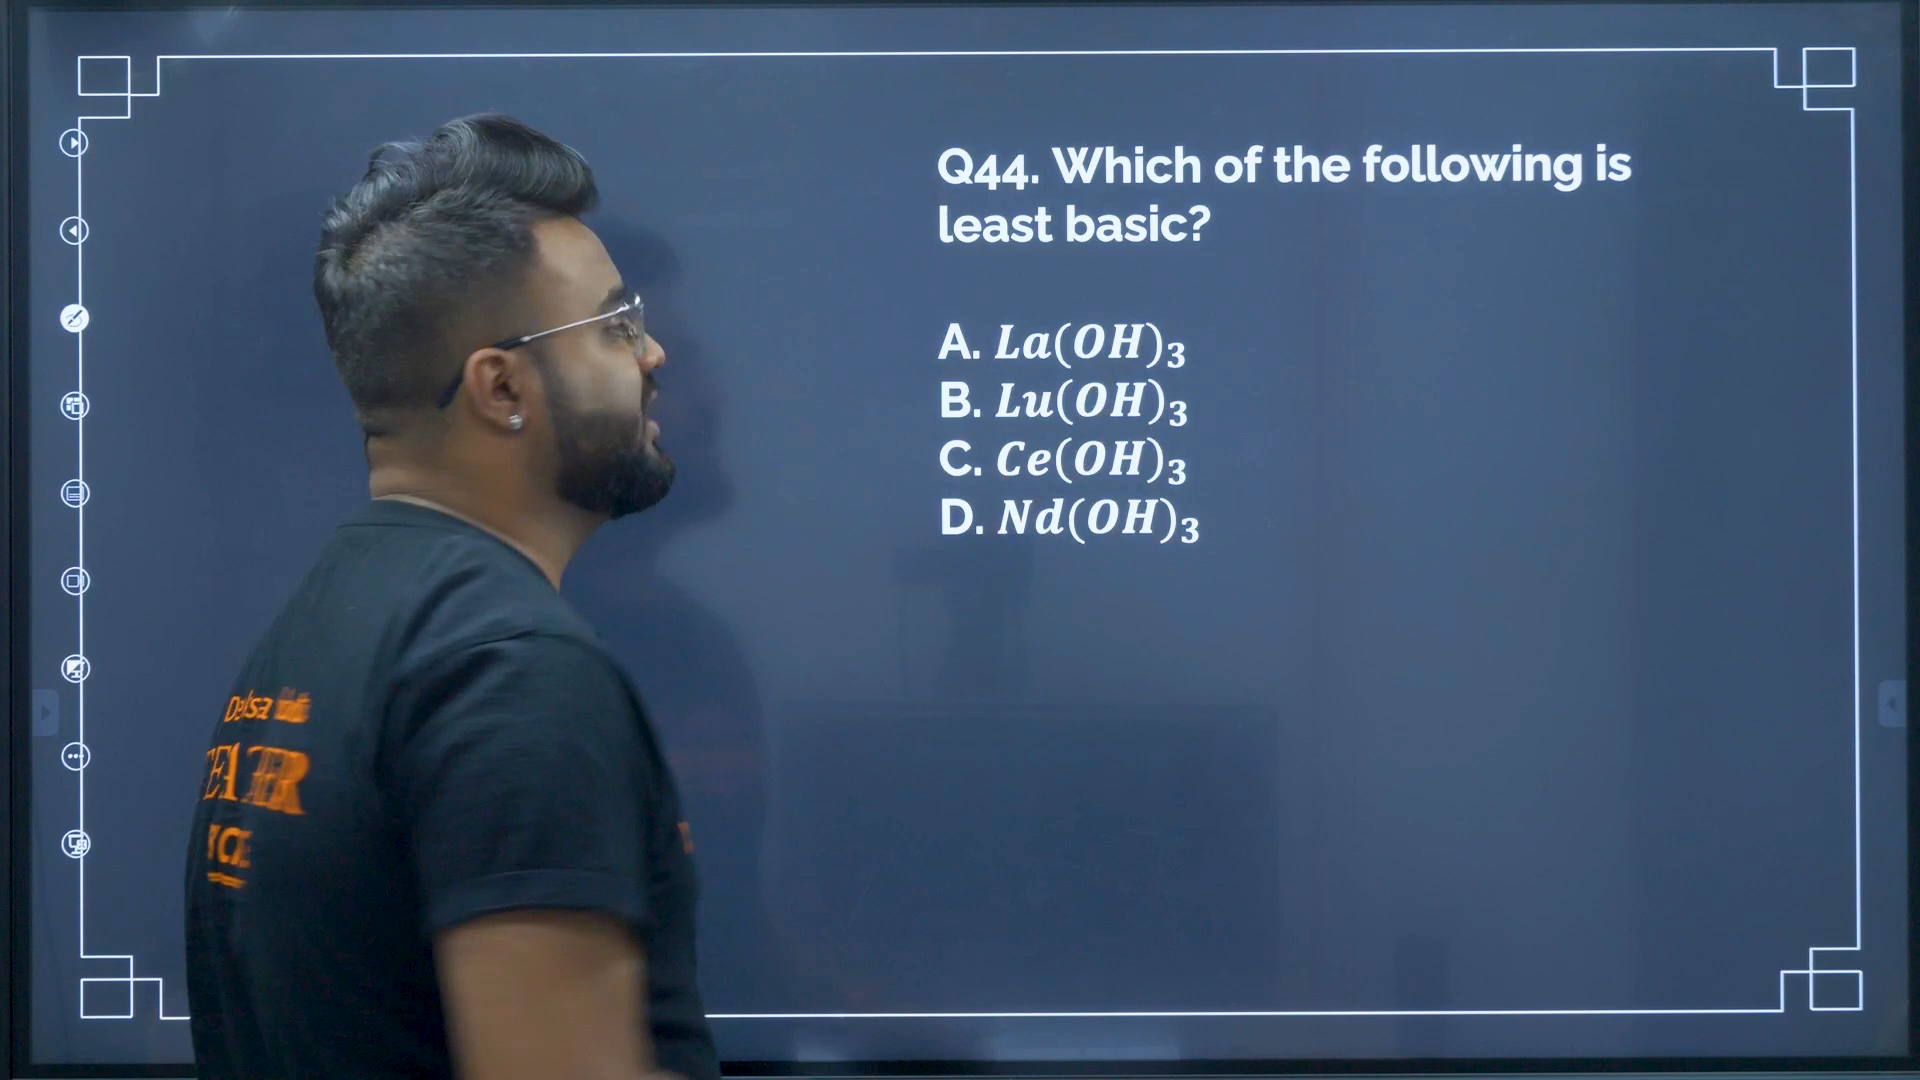 Q44. Which of the following is
least basic?
A. La(OH)₃
B. Lu(OH)₃
C. Ce(OH)₃
D. Nd(OH)₃